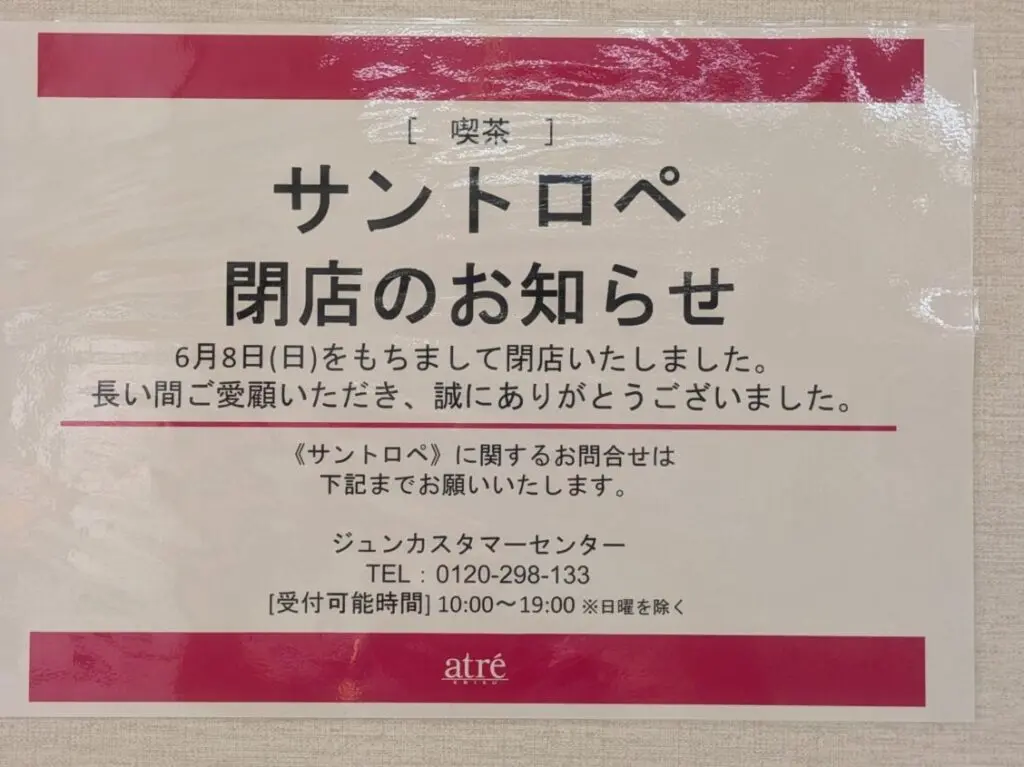 [ 喫茶 ]
サントロペ
閉店のお知らせ
6月8日(日)をもちまして閉店いたしました。
長い間ご愛顧いただき、誠にありがとうございました。
《サントロペ》に関するお問合せは
下記までお願いいたします。
ジュンカスタマーセンター
TEL：0120-298-133
[受付可能時間] 10:00～19:00 ※日曜を除く
atré